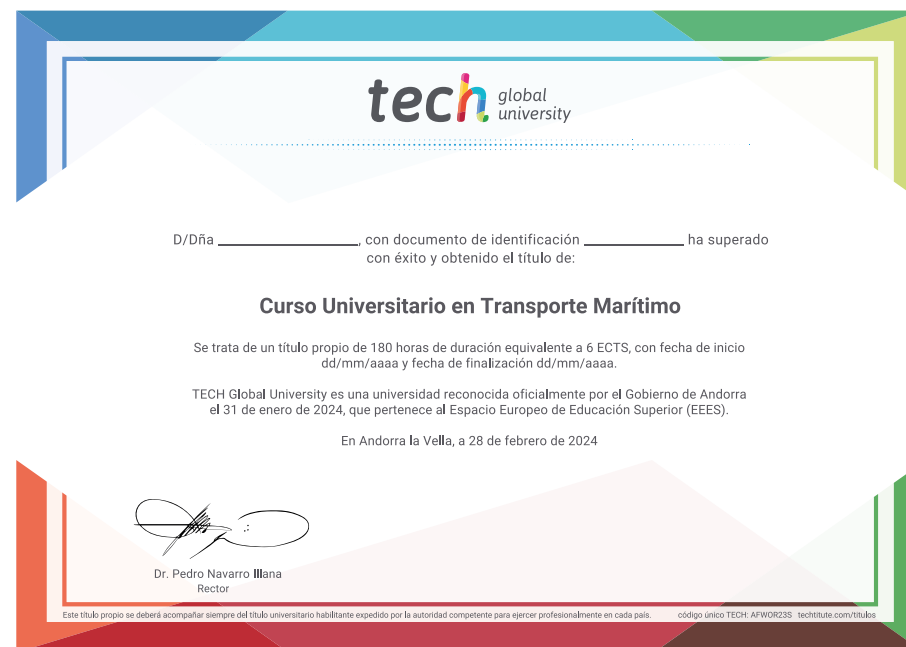 tech global
university
D/Dña ____________________, con documento de identificación ______________ ha superado
con éxito y obtenido el título de:
Curso Universitario en Transporte Marítimo
Se trata de un título propio de 180 horas de duración equivalente a 6 ECTS, con fecha de inicio
dd/mm/aaaa y fecha de finalización dd/mm/aaaa.
TECH Global University es una universidad reconocida oficialmente por el Gobierno de Andorra
el 31 de enero de 2024, que pertenece al Espacio Europeo de Educación Superior (EEES).
En Andorra la Vella, a 28 de febrero de 2024
Dr. Pedro Navarro Illana
Rector
Este título propio se deberá acompañar siempre del título universitario habilitante expedido por la autoridad competente para ejercer profesionalmente en cada país. código único TECH: AFWOR23S techtitute.com/titulos